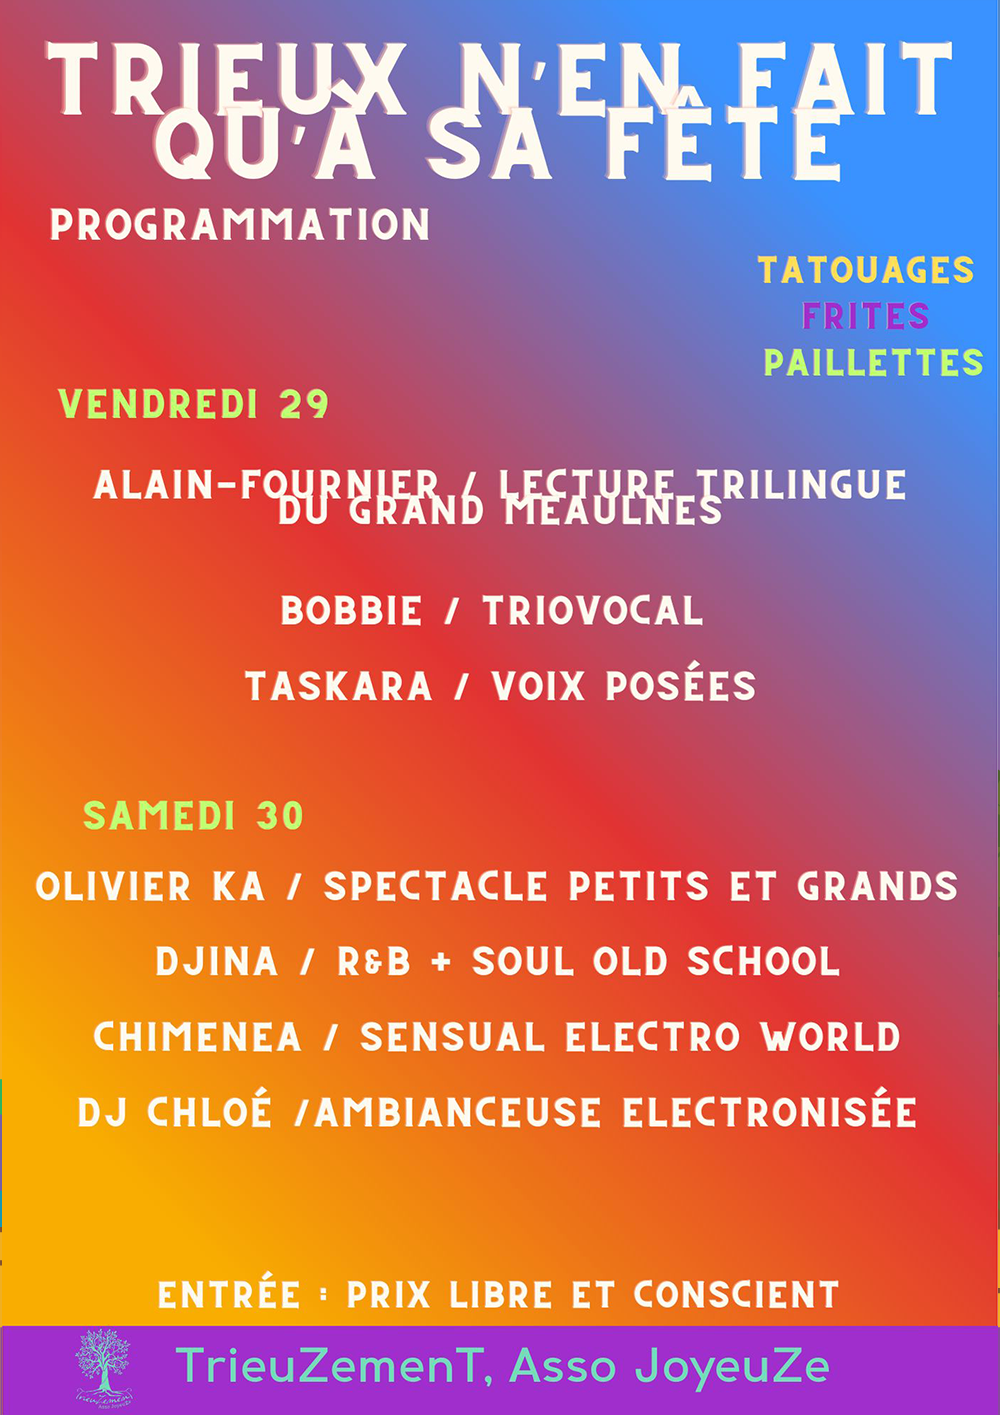 TRIEUX N'EN FAIT
QU'À SA FÊTE
PROGRAMMATION
TATOUAGES
FRITES
PAILLETTES
VENDREDI 29
ALAIN-FOURNIER / LECTURE TRILINGUE
DU GRAND MEAULNES
BOBBIE / TRIOVOCAL
TASKARA / VOIX POSÉES
SAMEDI 30
OLIVIER KA / SPECTACLE PETITS ET GRANDS
DJINA / R&B + SOUL OLD SCHOOL
CHIMENEA / SENSUAL ELECTRO WORLD
DJ CHLOÉ /AMBIANCEUSE ELECTRONISÉE
ENTRÉE : PRIX LIBRE ET CONSCIENT
TrieuZemenT, Asso JoyeuZe